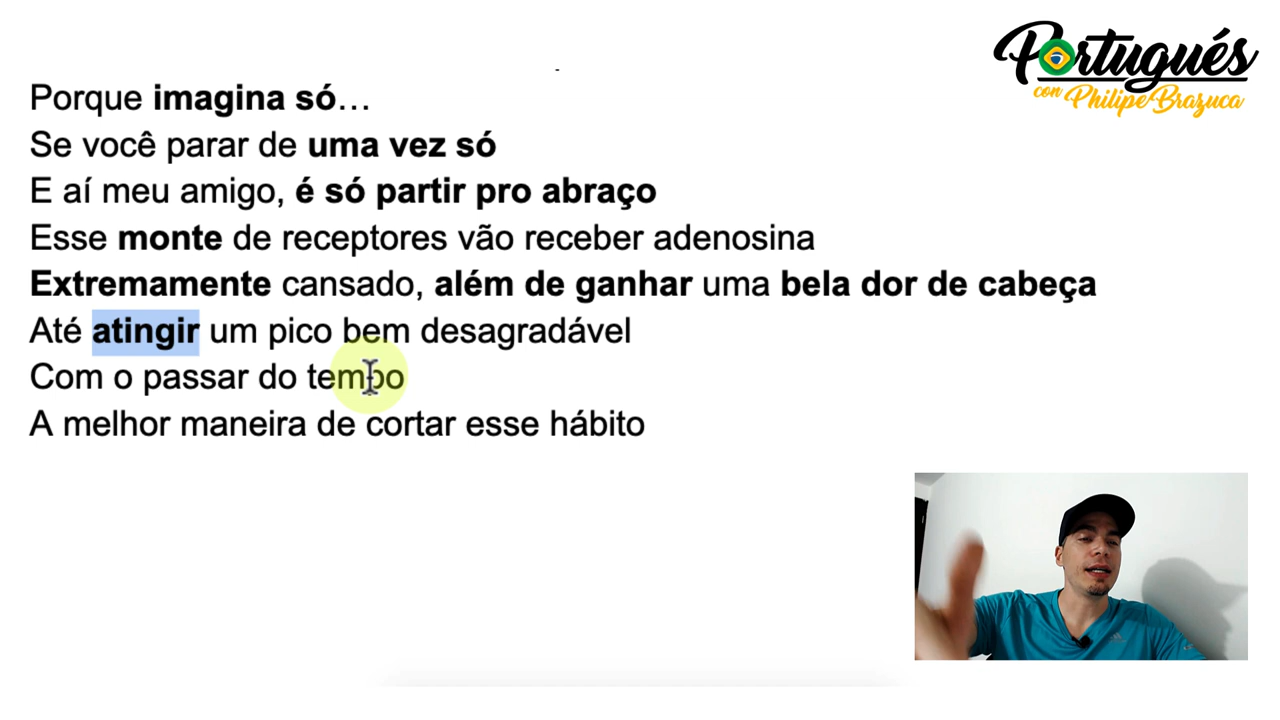 Portugués
con PhilipeBrazuca
Porque imagina só…
Se você parar de uma vez só
E aí meu amigo, é só partir pro abraço
Esse monte de receptores vão receber adenosina
Extremamente cansado, além de ganhar uma bela dor de cabeça
Até atingir um pico bem desagradável
Com o passar do tempo
A melhor maneira de cortar esse hábito